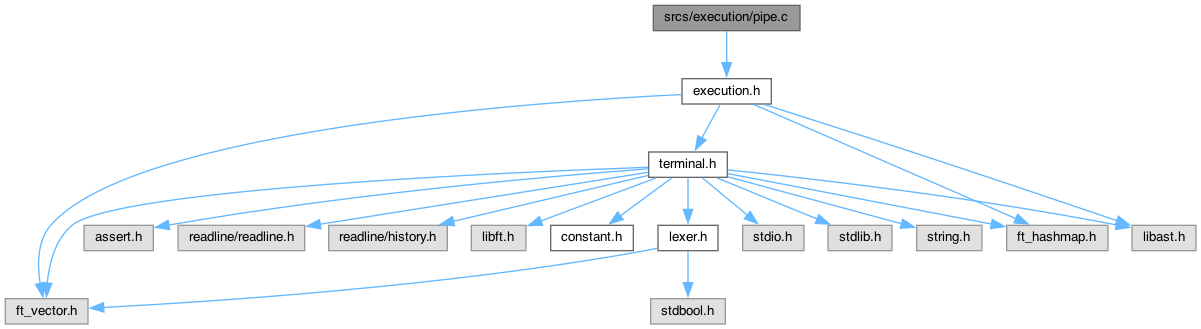 srcs/execution/pipe.c
execution.h
terminal.h
assert.h
readline/readline.h
readline/history.h
libft.h
constant.h
lexer.h
stdio.h
stdlib.h
string.h
ft_hashmap.h
libast.h
ft_vector.h
stdbool.h